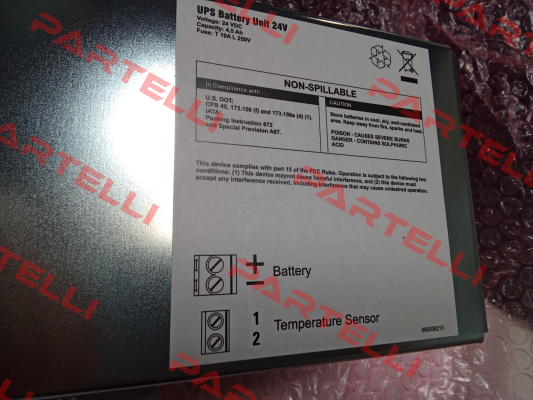 UPS Battery Unit 24V
Voltage: 24 VDC
Capacity: 4,5 Ah
Fuse: T 15A L 250V
NON-SPILLABLE
In Compliance with
U.S. DOT:
CFR 49, 173.159 (f) and 173.159a (d) (1).
IATA:
Packing Instruction 872
and Special Provision A67.
CAUTION
Store batteries in cool, dry, well-ventilated
area. Keep away from fire, sparks and heat
POISON - CAUSES SEVERE BURNS
DANGER - CONTAINS SULPHURIC
ACID
This device complies with part 15 of the FCC Rules. Operation is subject to the following two
conditions: (1) This device maynot cause harmful interference, and (2) this device must
accept any interference received, including interference that may cause undesired operation.
+ Battery
−
1 Temperature Sensor
2
PARTELLI
PARTELLI
PARTELLI
PARTELLI
PARTELLI
PARTELLI